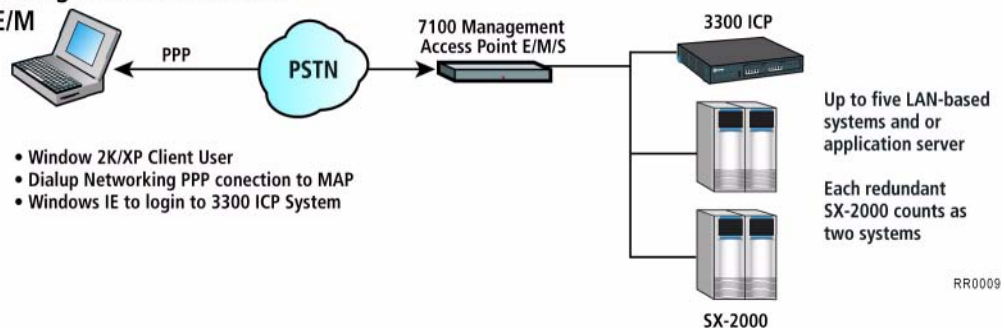 E/M
PPP
PSTN
7100 Management
Access Point E/M/S
3300 ICP
Up to five LAN-based
systems and or
application server
Each redundant
SX-2000 counts as
two systems
• Window 2K/XP Client User
• Dialup Networking PPP conection to MAP
• Windows IE to login to 3300 ICP System
SX-2000
RR0009